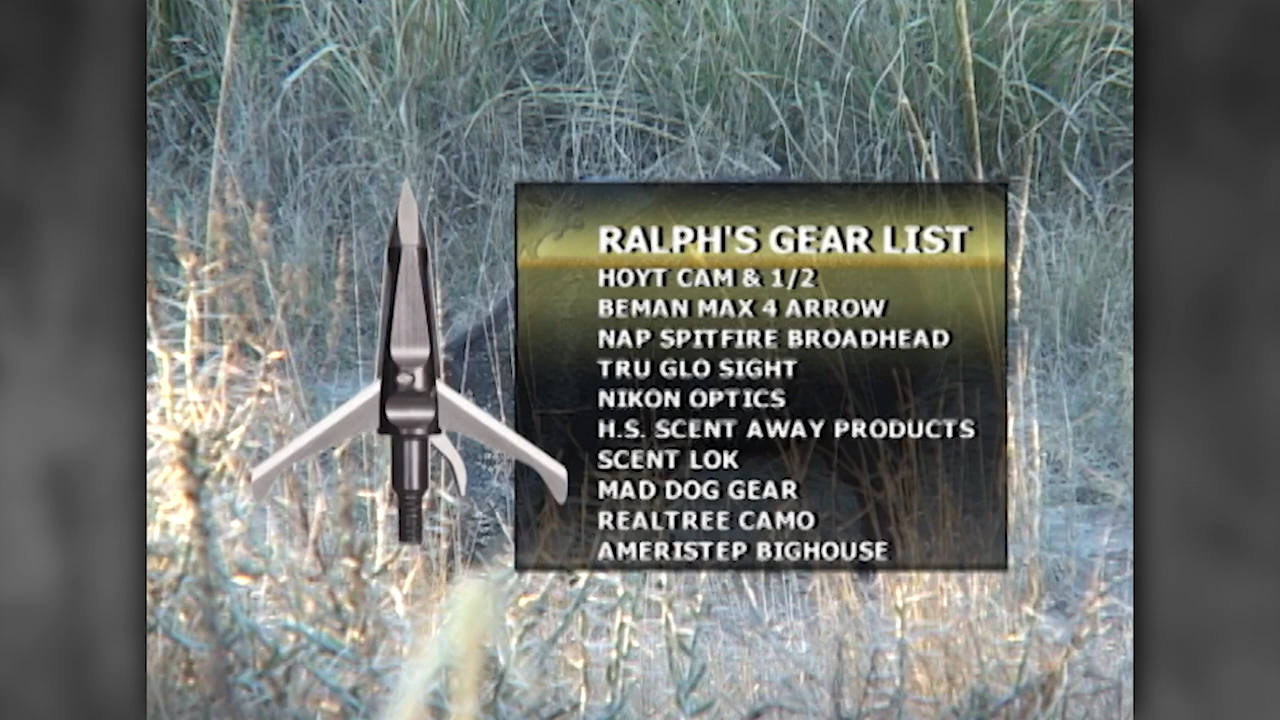 RALPH'S GEAR LIST
HOYT CAM & 1/2
BEMAN MAX 4 ARROW
NAP SPITFIRE BROADHEAD
TRU GLO SIGHT
NIKON OPTICS
H.S. SCENT AWAY PRODUCTS
SCENT LOK
MAD DOG GEAR
REALTREE CAMO
AMERISTEP BIGHOUSE